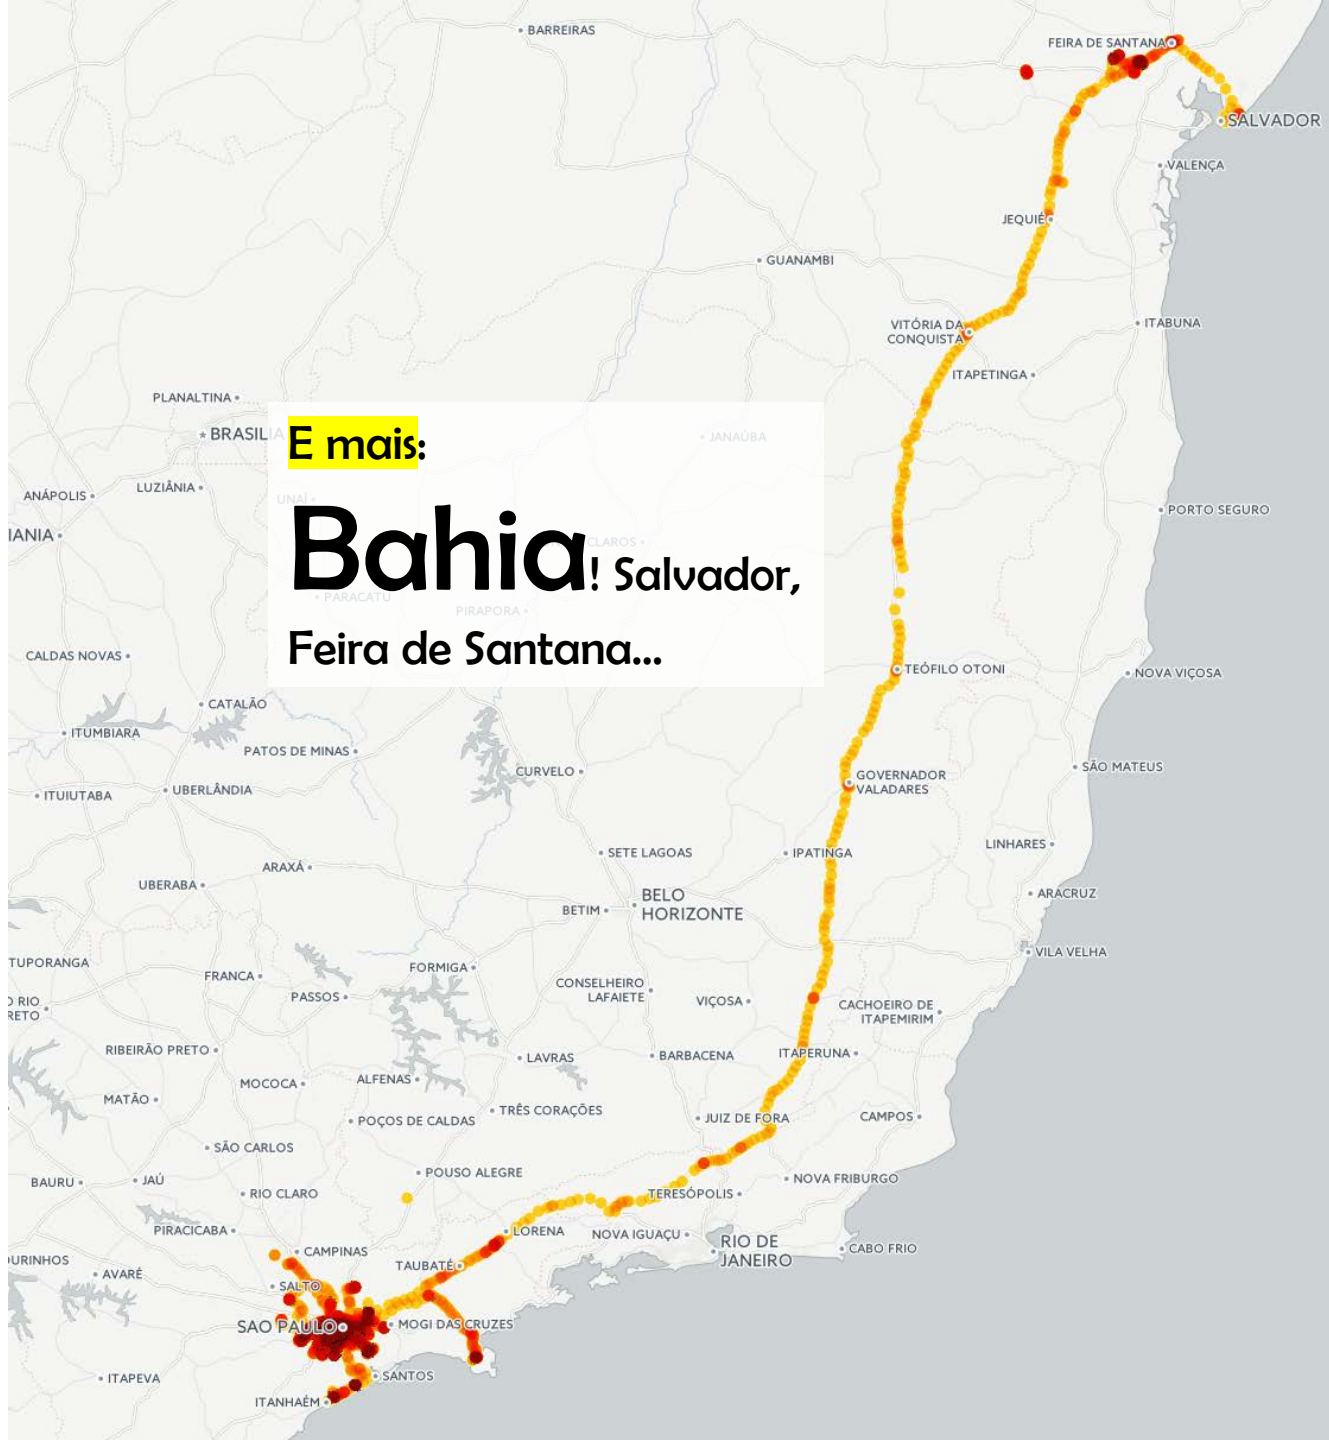 BARREIRAS
FEIRA DE SANTANA
SALVADOR
VALENÇA
JEQUIÉ
GUANAMBI
VITÓRIA DA
CONQUISTA
ITABUNA
ITAPETINGA
PLANALTINA
BRASILIA
E mais:
JANAÚBA
ANÁPOLIS
LUZIÂNIA
UNAÍ
PORTO SEGURO
IANIA
CLAROS
Bahia! Salvador,
PARACATU
PIRAPORA
Feira de Santana...
CALDAS NOVAS
TEÓFILO OTONI
NOVA VIÇOSA
CATALÃO
ITUMBIARA
PATOS DE MINAS
CURVELO
SÃO MATEUS
GOVERNADOR
VALADARES
ITUIUTABA
UBERLÂNDIA
LINHARES
SETE LAGOAS
IPATINGA
ARAXÁ
UBERABA
ARACRUZ
BELO
HORIZONTE
BETIM
VILA VELHA
TUPORANGA
FRANCA
FORMIGA
PASSOS
CONSELHEIRO
LAFAIETE
VIÇOSA
CACHOEIRO DE
ITAPEMIRIM
O RIO
RETO
RIBEIRÃO PRETO
LAVRAS
BARBACENA
ITAPERUNA
MOCOCA
ALFENAS
MATÃO
TRÊS CORAÇÕES
POÇOS DE CALDAS
JUIZ DE FORA
CAMPOS
SÃO CARLOS
BAURU
JAÚ
POUSO ALEGRE
NOVA FRIBURGO
RIO CLARO
TERESÓPOLIS
PIRACICABA
LORENA
NOVA IGUAÇU
RIO DE
JANEIRO
CABO FRIO
OURINHOS
CAMPINAS
TAUBATÉ
AVARÉ
SALTO
SAO PAULO
MOGI DAS CRUZES
ITAPEVA
SANTOS
ITANHAÉM